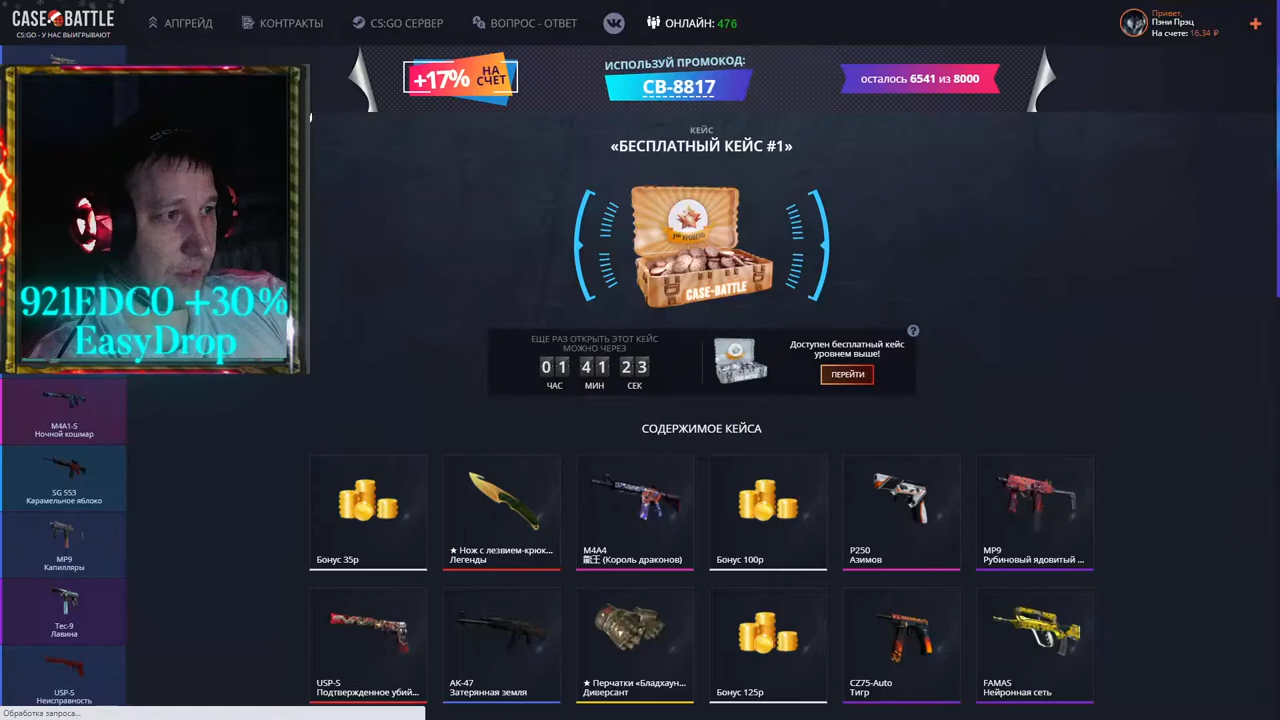 CASE BATTLE
CS:GO - У НАС ВЫИГРЫВАЮТ
АПГРЕЙД
КОНТРАКТЫ
CS:GO СЕРВЕР
ВОПРОС - ОТВЕТ
ОНЛАЙН: 476
Привет,
Пэни Прэц
На счете: 16.34 ₽
+17% НА СЧЕТ
ИСПОЛЬЗУЙ ПРОМОКОД:
CB-8817
осталось 6541 из 8000
КЕЙС
«БЕСПЛАТНЫЙ КЕЙС #1»
CASE-BATTLE
921EDC0 +30%
EasyDrop
ЕЩЕ РАЗ ОТКРЫТЬ ЭТОТ КЕЙС
МОЖНО ЧЕРЕЗ
01 41 23
ЧАС МИН СЕК
Доступен бесплатный кейс
уровнем выше!
ПЕРЕЙТИ
?
СОДЕРЖИМОЕ КЕЙСА
M4A1-S
Ночной кошмар
SG 553
Карамельное яблоко
MP9
Капилляры
Tec-9
Лавина
USP-S
Неисправность
Бонус 35р
★ Нож с лезвием-крюк...
Легенды
M4A4
龍王 (Король драконов)
Бонус 100р
P250
Азимов
MP9
Рубиновый ядовитый ...
USP-S
Подтвержденное убий...
AK-47
Затерянная земля
★ Перчатки «Бладхаун...
Диверсант
Бонус 125р
CZ75-Auto
Тигр
FAMAS
Нейронная сеть
Обработка запроса...